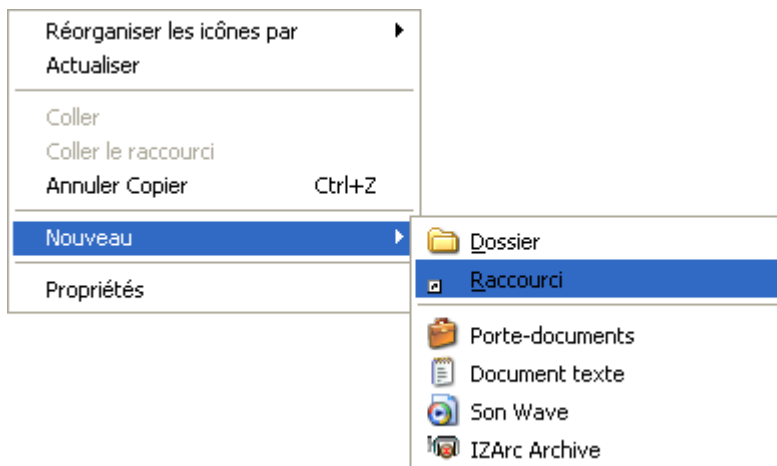 Réorganiser les icônes par
Actualiser
Coller
Coller le raccourci
Annuler Copier Ctrl+Z
Nouveau
Propriétés
Dossier
Raccourci
Porte-documents
Document texte
Son Wave
IZArc Archive